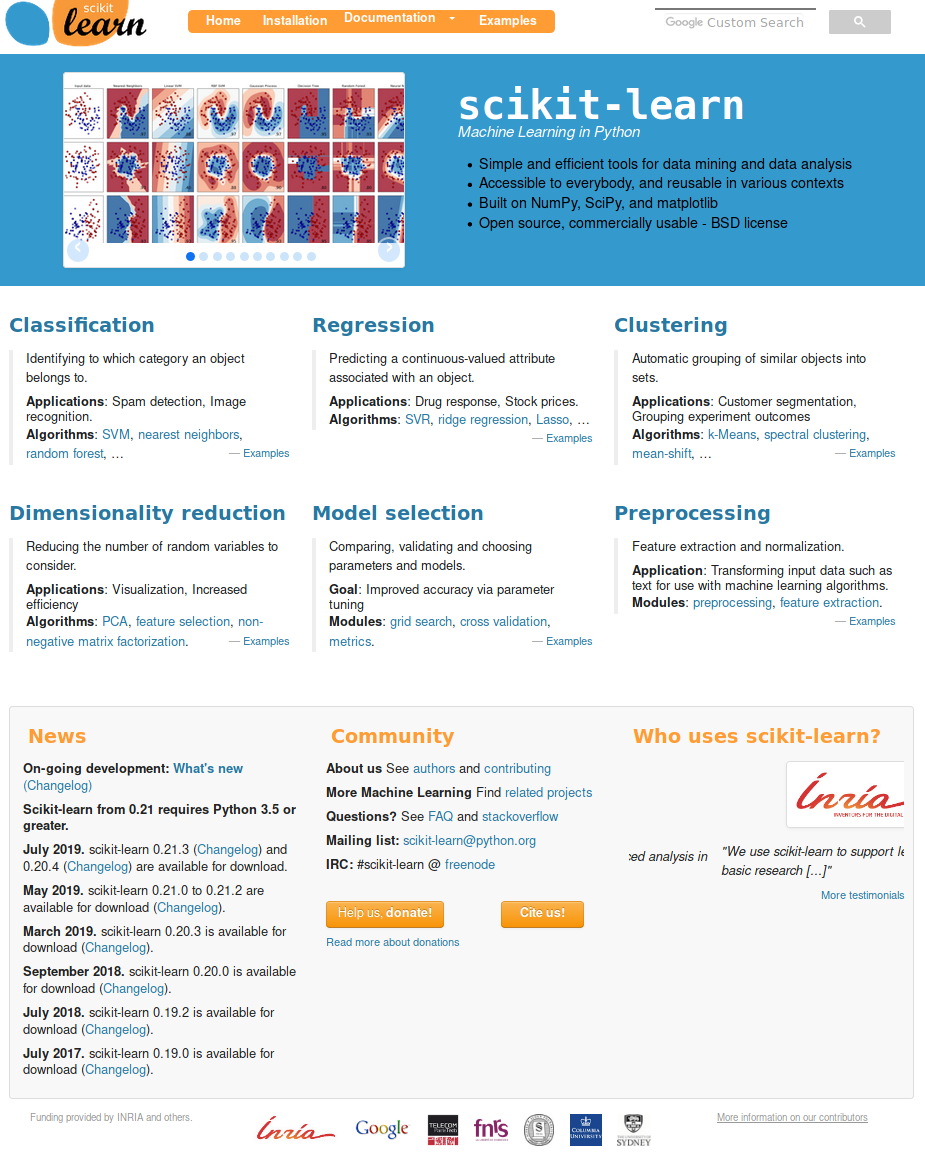 scikit
learn
Home Installation Documentation Examples
Google Custom Search
scikit-learn
Machine Learning in Python
Simple and efficient tools for data mining and data analysis
Accessible to everybody, and reusable in various contexts
Built on NumPy, SciPy, and matplotlib
Open source, commercially usable - BSD license
Classification
Identifying to which category an object
belongs to.
Applications: Spam detection, Image
recognition.
Algorithms: SVM, nearest neighbors,
random forest, … — Examples
Regression
Predicting a continuous-valued attribute
associated with an object.
Applications: Drug response, Stock prices.
Algorithms: SVR, ridge regression, Lasso, …
— Examples
Clustering
Automatic grouping of similar objects into
sets.
Applications: Customer segmentation,
Grouping experiment outcomes
Algorithms: k-Means, spectral clustering,
mean-shift, … — Examples
Dimensionality reduction
Reducing the number of random variables to
consider.
Applications: Visualization, Increased
efficiency
Algorithms: PCA, feature selection, non-
negative matrix factorization. — Examples
Model selection
Comparing, validating and choosing
parameters and models.
Goal: Improved accuracy via parameter
tuning
Modules: grid search, cross validation,
metrics. — Examples
Preprocessing
Feature extraction and normalization.
Application: Transforming input data such as
text for use with machine learning algorithms.
Modules: preprocessing, feature extraction.
— Examples
News
On-going development: What's new
(Changelog)
Scikit-learn from 0.21 requires Python 3.5 or
greater.
July 2019. scikit-learn 0.21.3 (Changelog) and
0.20.4 (Changelog) are available for download.
May 2019. scikit-learn 0.21.0 to 0.21.2 are
available for download (Changelog).
March 2019. scikit-learn 0.20.3 is available for
download (Changelog).
September 2018. scikit-learn 0.20.0 is available
for download (Changelog).
July 2018. scikit-learn 0.19.2 is available for
download (Changelog).
July 2017. scikit-learn 0.19.0 is available for
download (Changelog).
Community
About us See authors and contributing
More Machine Learning Find related projects
Questions? See FAQ and stackoverflow
Mailing list: scikit-learn@python.org
IRC: #scikit-learn @ freenode
Help us, donate! Cite us!
Read more about donations
Who uses scikit-learn?
Inria
INVENTORS FOR THE DIGITAL
analysis in
"We use scikit-learn to support
basic research [...]"
More testimonials
Funding provided by INRIA and others.
Inria
Google
TELECOM
ParisTech
fnrs
COLUMBIA
UNIVERSITY
SYDNEY
More information on our contributors